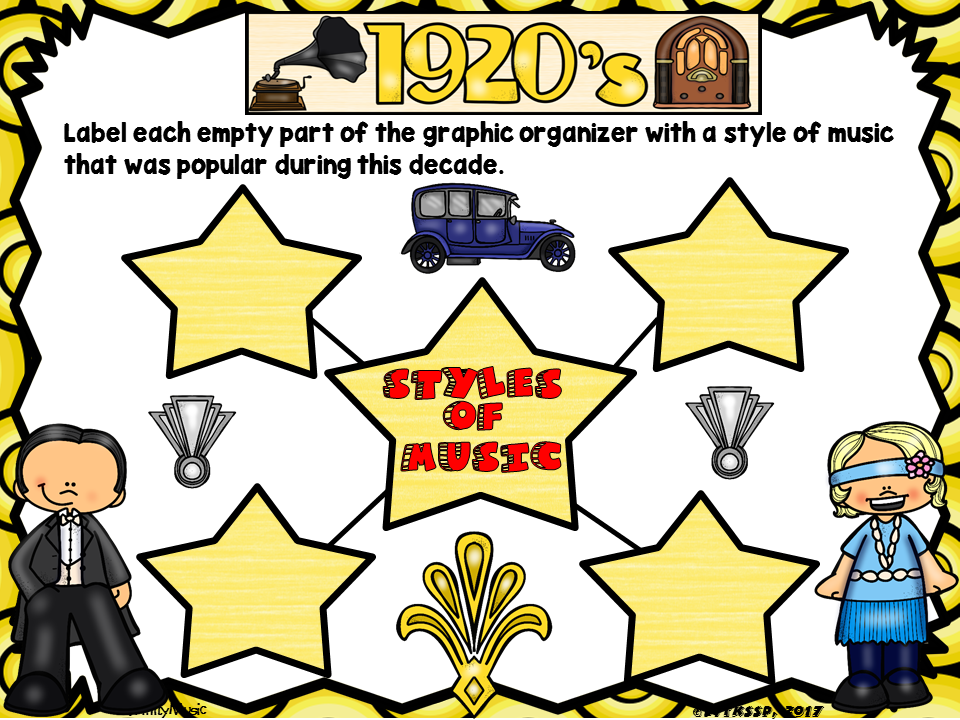 1920's
Label each empty part of the graphic organizer with a style of music
that was popular during this decade.
STYLES
OF
MUSIC
2017